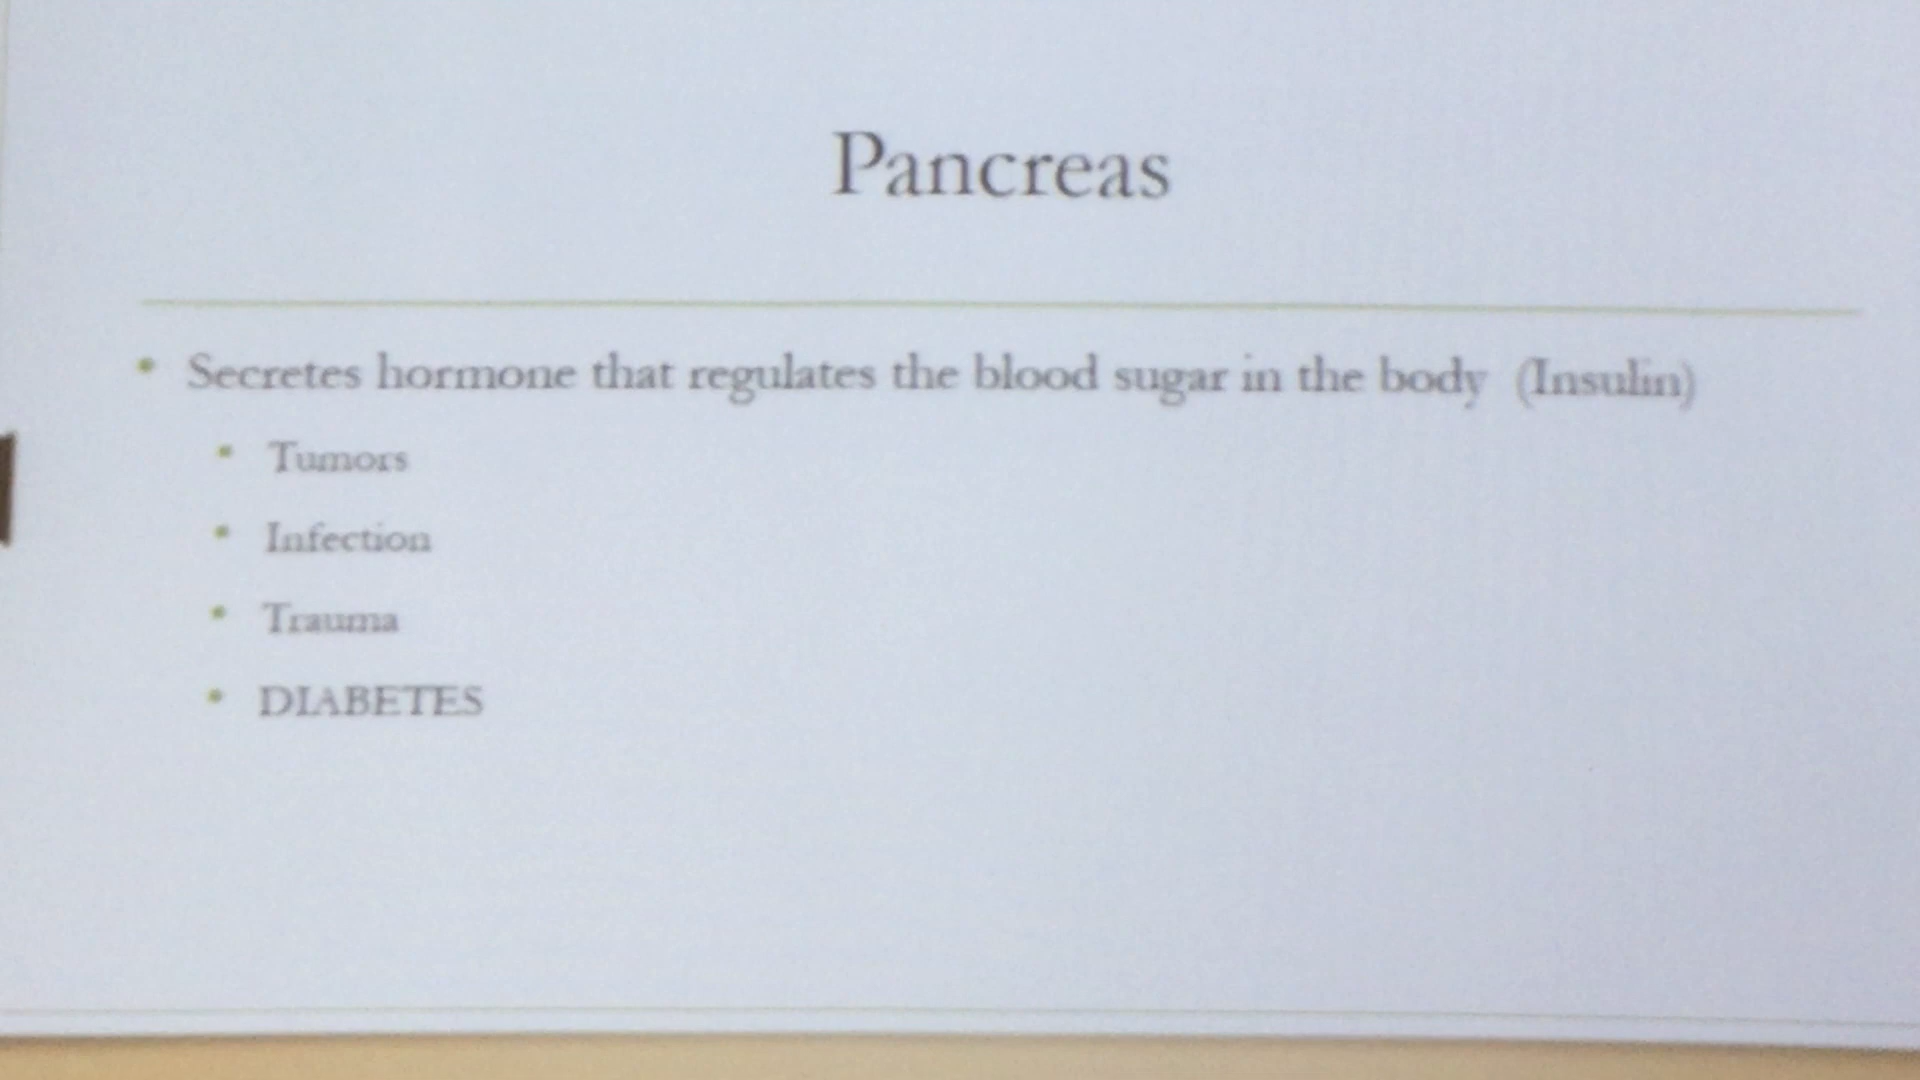 Pancreas
• Secretes hormone that regulates the blood sugar in the body (Insulin)
• Tumors
• Infection
• Trauma
• DIABETES